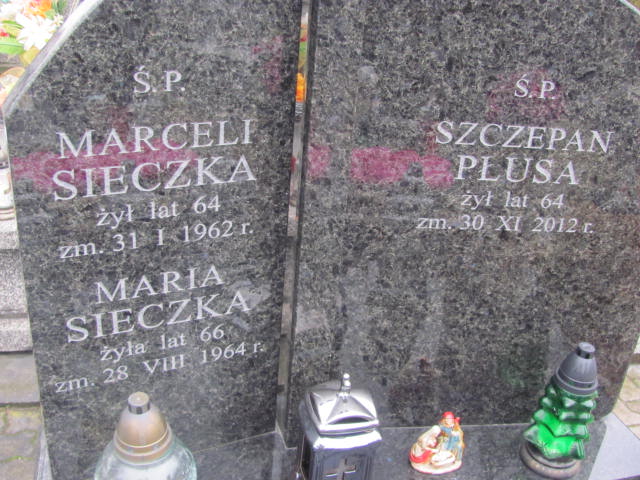 Ś.P.
MARCELI
SIECZKA
żył lat 64
zm. 31 I 1962 r.
MARIA
SIECZKA
żyła lat 66
zm. 28 VIII 1964 r.
Ś.P.
SZCZEPAN
PŁUSA
żył lat 64
zm. 30 XI 2012 r.